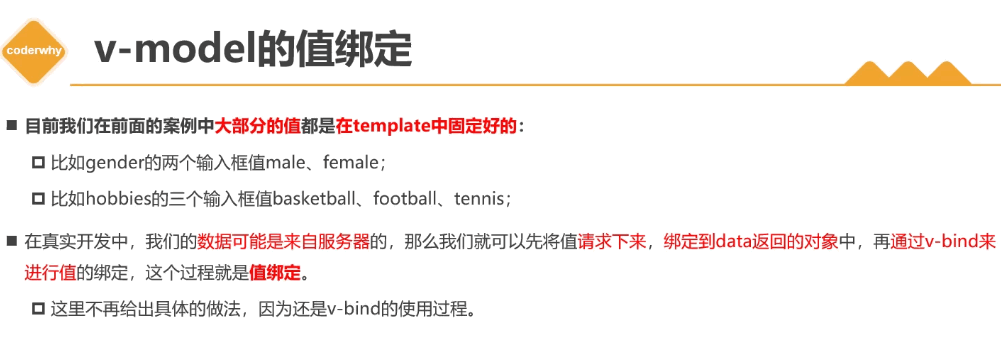 coderwhy
v-model的值绑定
目前我们在前面的案例中大部分的值都是在template中固定好的：
比如gender的两个输入框值male、female；
比如hobbies的三个输入框值basketball、football、tennis；
在真实开发中，我们的数据可能是来自服务器的，那么我们就可以先将值请求下来，绑定到data返回的对象中，再通过v-bind来
进行值的绑定，这个过程就是值绑定。
这里不再给出具体的做法，因为还是v-bind的使用过程。